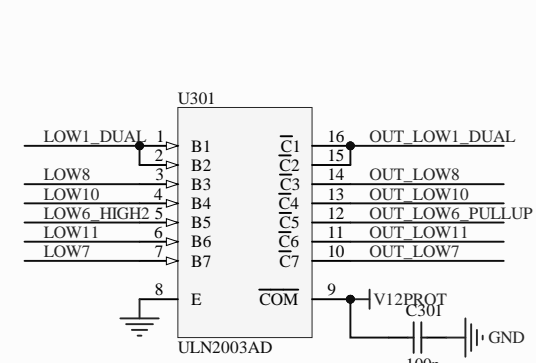 U301
LOW1_DUAL 1 B1 C1 16 OUT_LOW1_DUAL
2 B2 C2 15
LOW8 3 B3 C3 14 OUT_LOW8
LOW10 4 B4 C4 13 OUT_LOW10
LOW6_HIGH2 5 B5 C5 12 OUT_LOW6_PULLUP
LOW11 6 B6 C6 11 OUT_LOW11
LOW7 7 B7 C7 10 OUT_LOW7
8 E COM 9 V12PROT
C301
GND
ULN2003AD